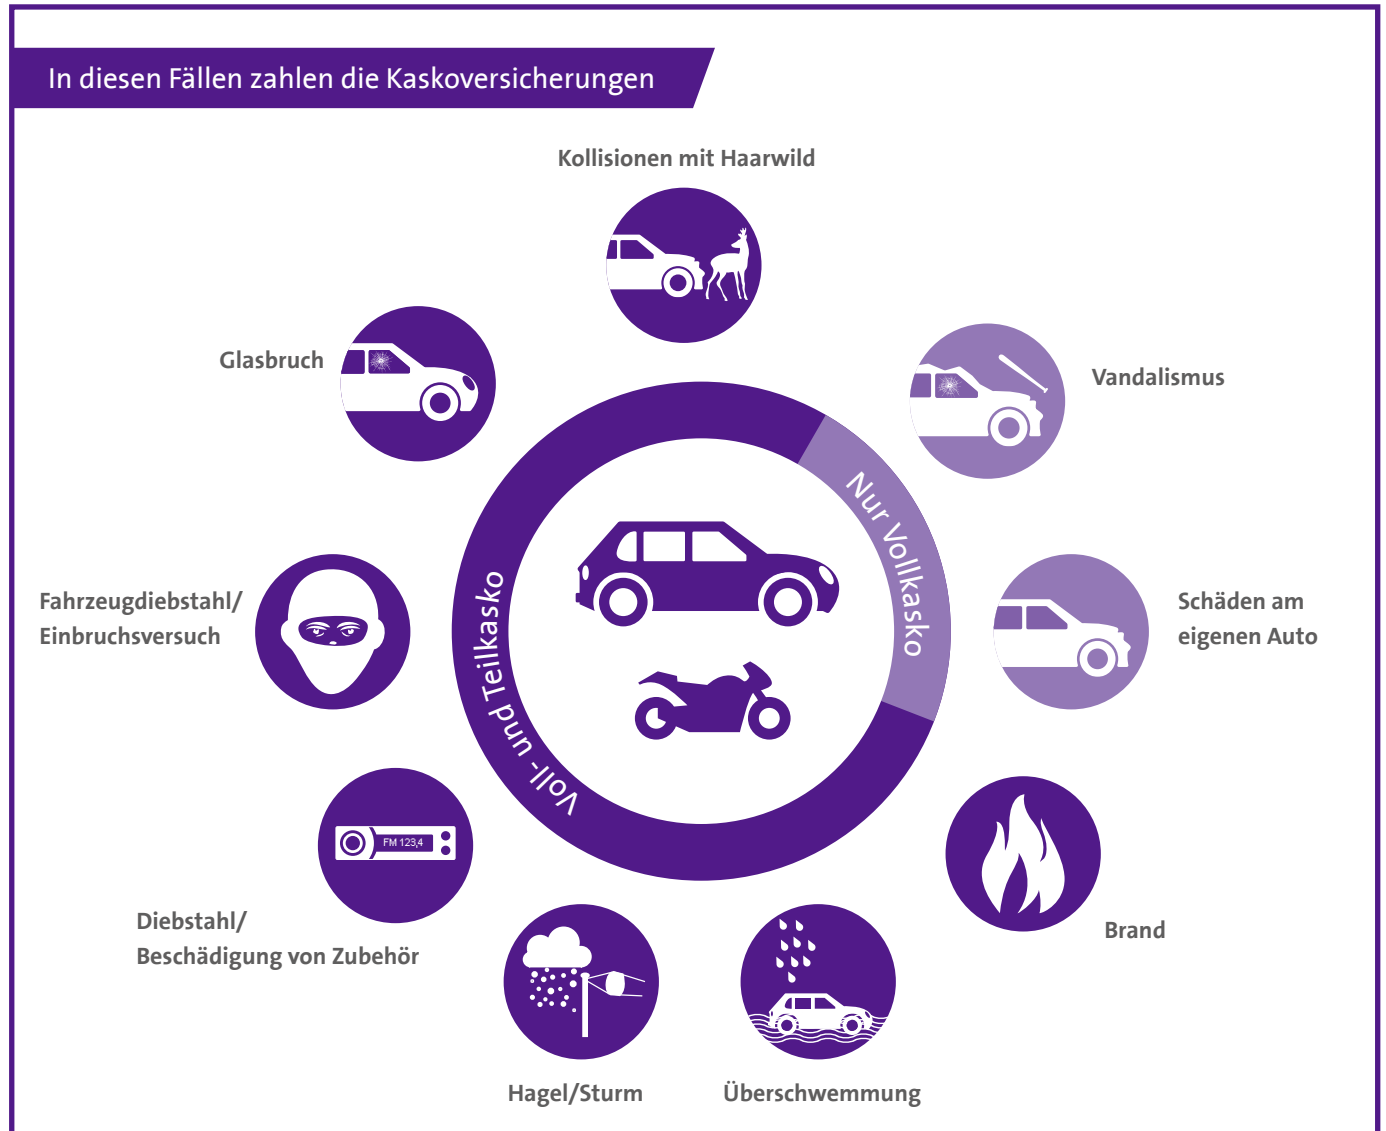 In diesen Fällen zahlen die Kaskoversicherungen
Kollisionen mit Haarwild
Glasbruch
Vandalismus
Nur Vollkasko
Voll- und Teilkasko
Fahrzeugdiebstahl/
Einbruchsversuch
Schäden am
eigenen Auto
FM 123,4
Diebstahl/
Beschädigung von Zubehör
Brand
Hagel/Sturm
Überschwemmung